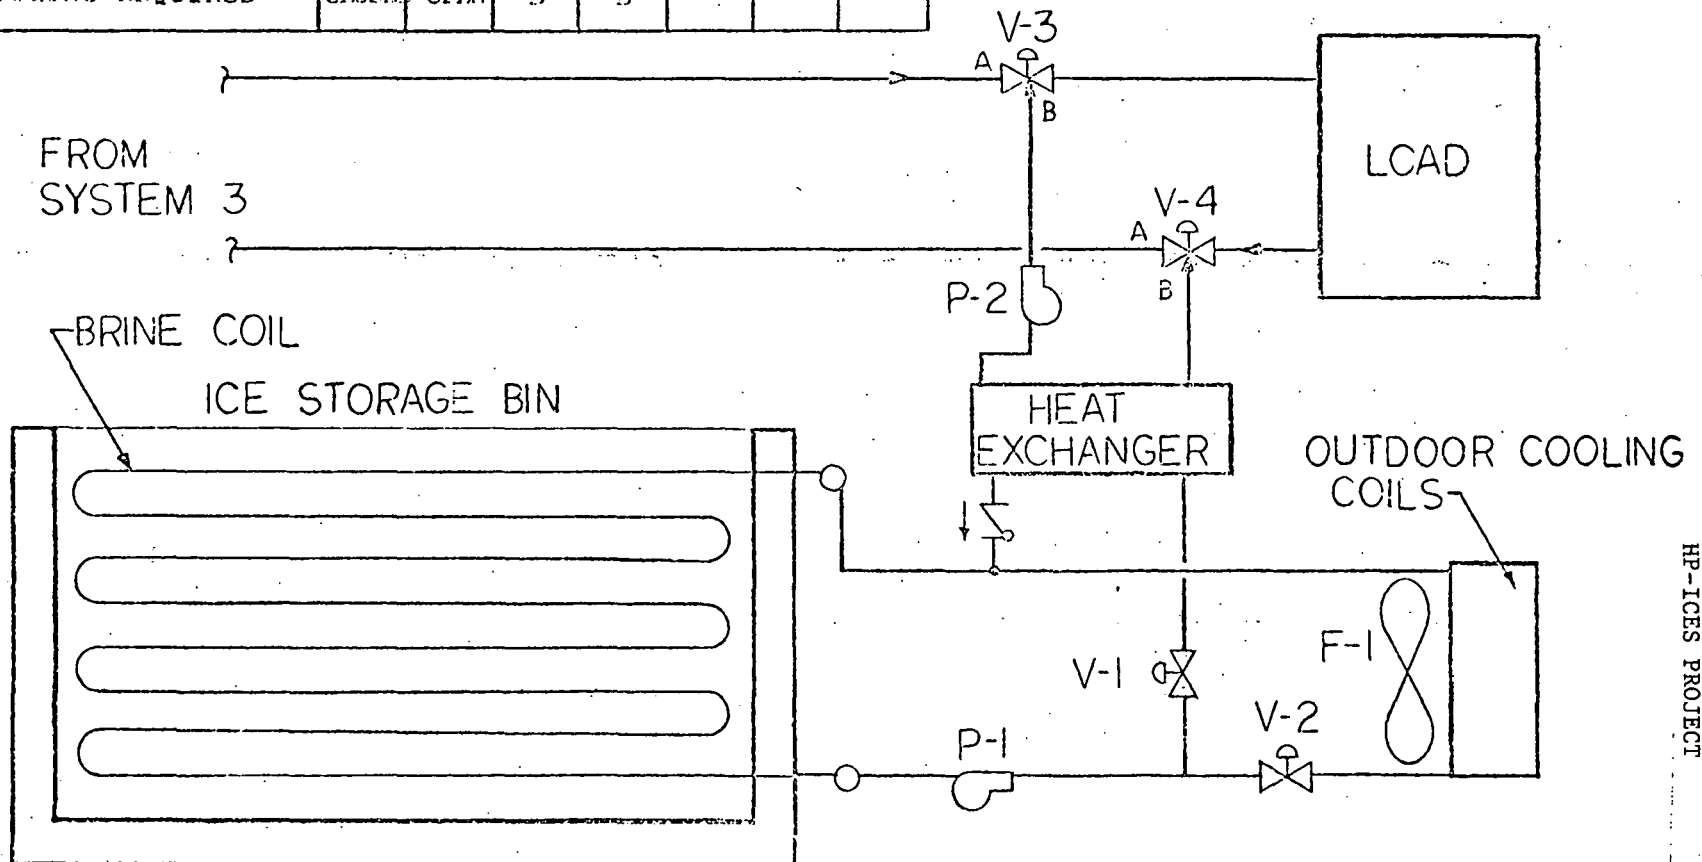 V-3
A
B
FROM
SYSTEM 3
LCAD
V-4
A
B
P-2
BRINE COIL
ICE STORAGE BIN
HEAT
EXCHANGER
OUTDOOR COOLING
COILS
F-1
V-1
V-2
P-1
HP-ICES PROJECT